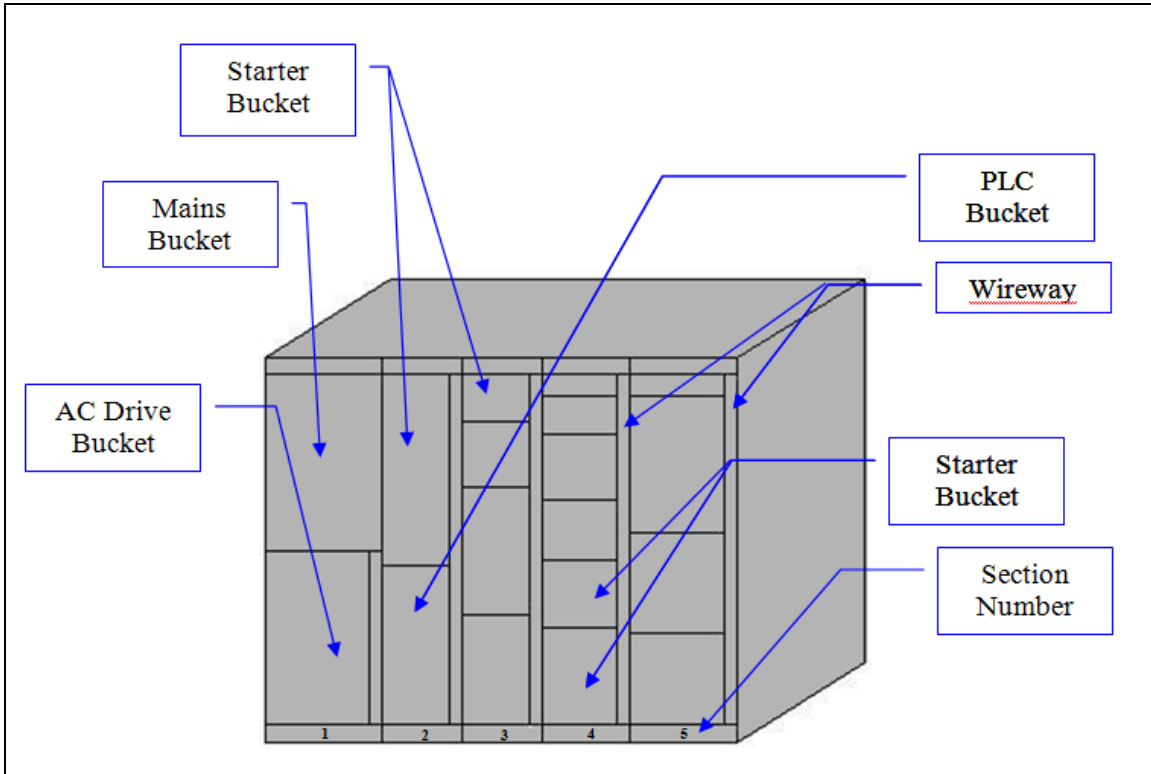 Starter
Bucket
PLC
Bucket
Mains
Bucket
Wireway
AC Drive
Bucket
Starter
Bucket
Section
Number
1 2 3 4 5